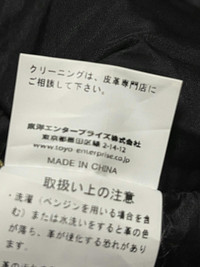 クリーニングは、皮革専門店に
ご相談して下さい。
東洋エンタープライズ株式会社
東京都墨田区緑 2-14-12
www.toyo-enterprise.co.jp
MADE IN CHINA
取扱い上の注意
・洗濯(ベンジンを用いる場合を含
む)または水洗いをすると革の色
が落ち、革が硬化する恐れがあり
ます。